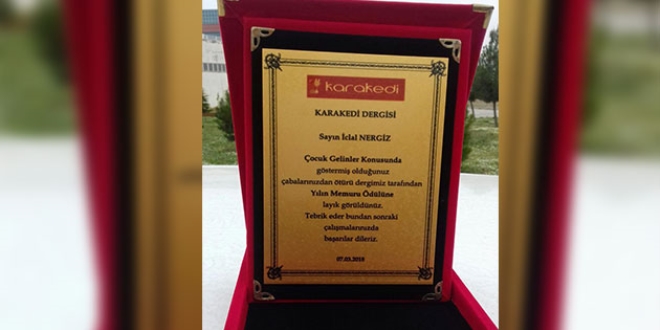 karakedi
KARAKEDİ DERGİSİ
Sayın İclal NERGİZ
Çocuk Gelinler Konusunda
göstermiş olduğunuz
çabalarınızdan ötürü dergimiz tarafından
Yılın Memuru Ödülüne
layık görüldünüz.
Tebrik eder bundan sonraki
çalışmalarınızda
başarılar dileriz.